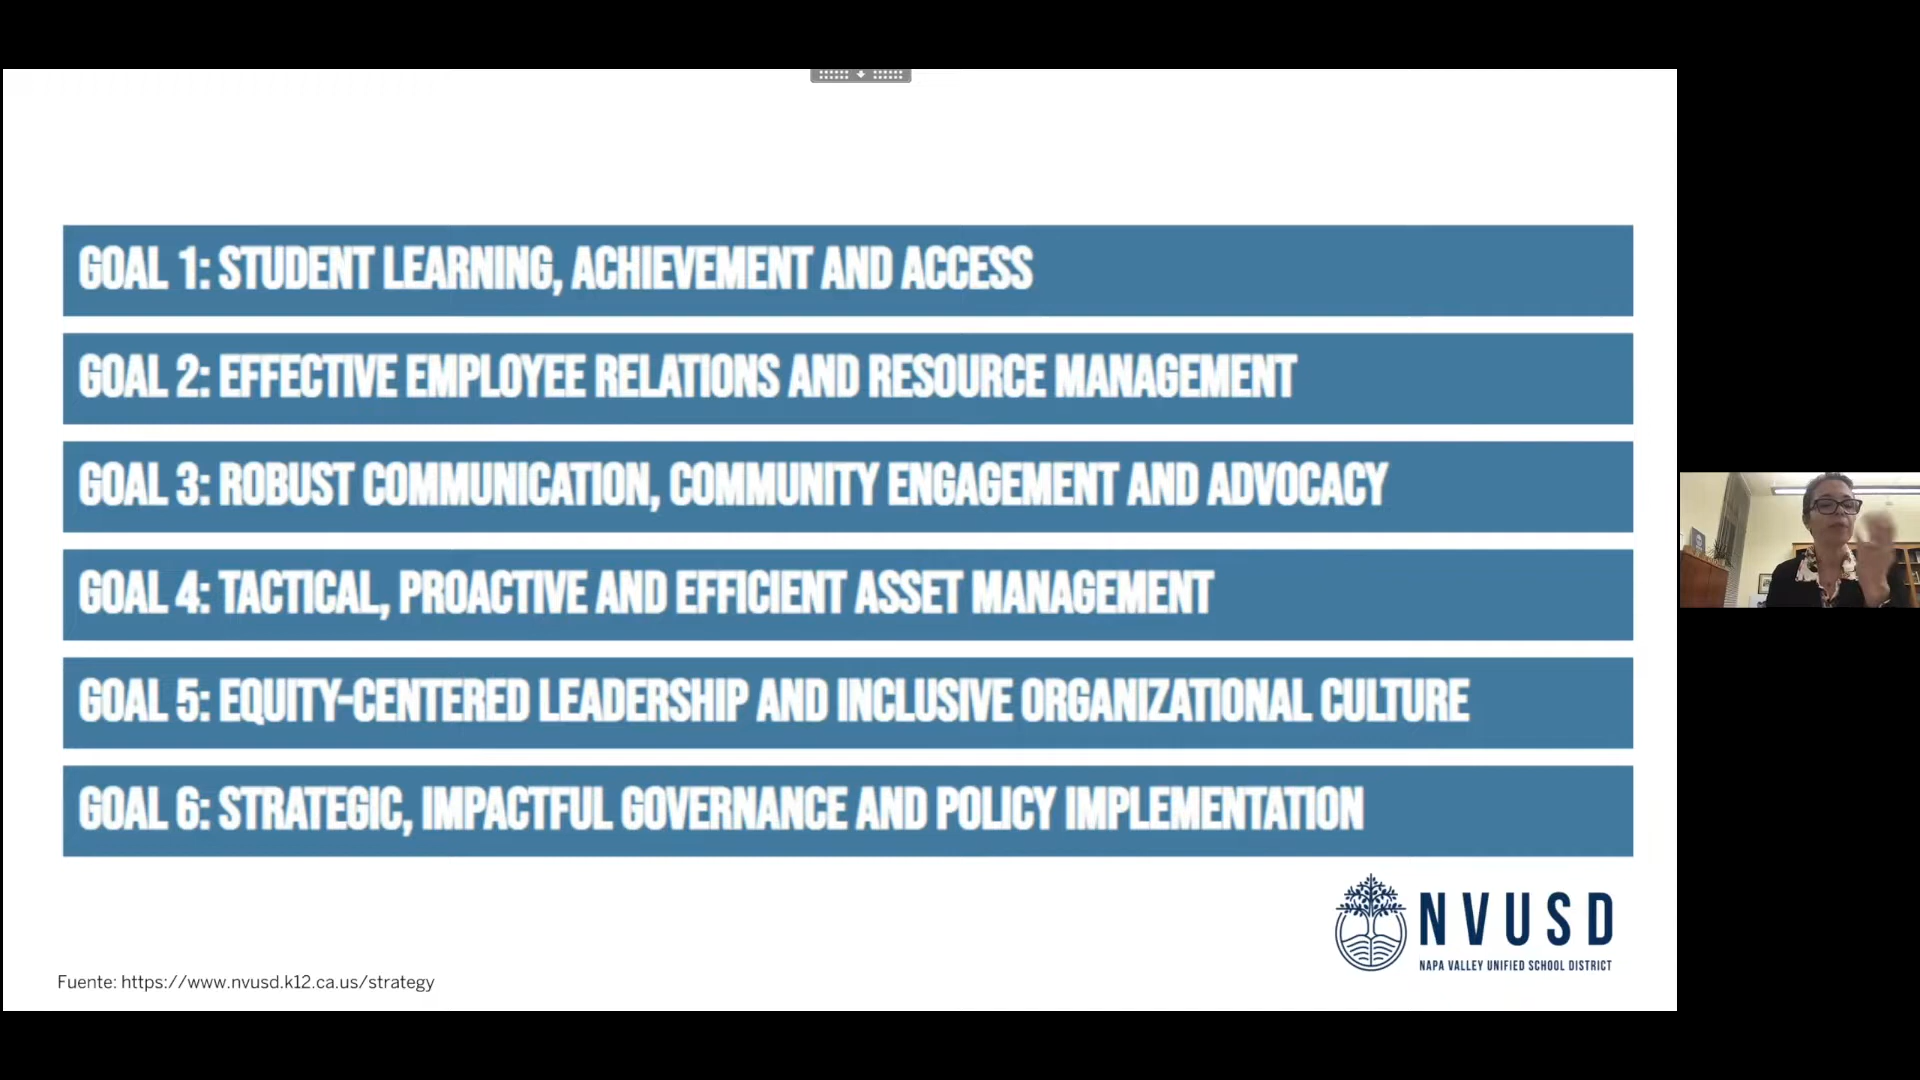 GOAL 1: STUDENT LEARNING, ACHIEVEMENT AND ACCESS
GOAL 2: EFFECTIVE EMPLOYEE RELATIONS AND RESOURCE MANAGEMENT
GOAL 3: ROBUST COMMUNICATION, COMMUNITY ENGAGEMENT AND ADVOCACY
GOAL 4: TACTICAL, PROACTIVE AND EFFICIENT ASSET MANAGEMENT
GOAL 5: EQUITY-CENTERED LEADERSHIP AND INCLUSIVE ORGANIZATIONAL CULTURE
GOAL 6: STRATEGIC, IMPACTFUL GOVERNANCE AND POLICY IMPLEMENTATION
NVUSD
NAPA VALLEY UNIFIED SCHOOL DISTRICT
Fuente: https://www.nvusd.k12.ca.us/strategy